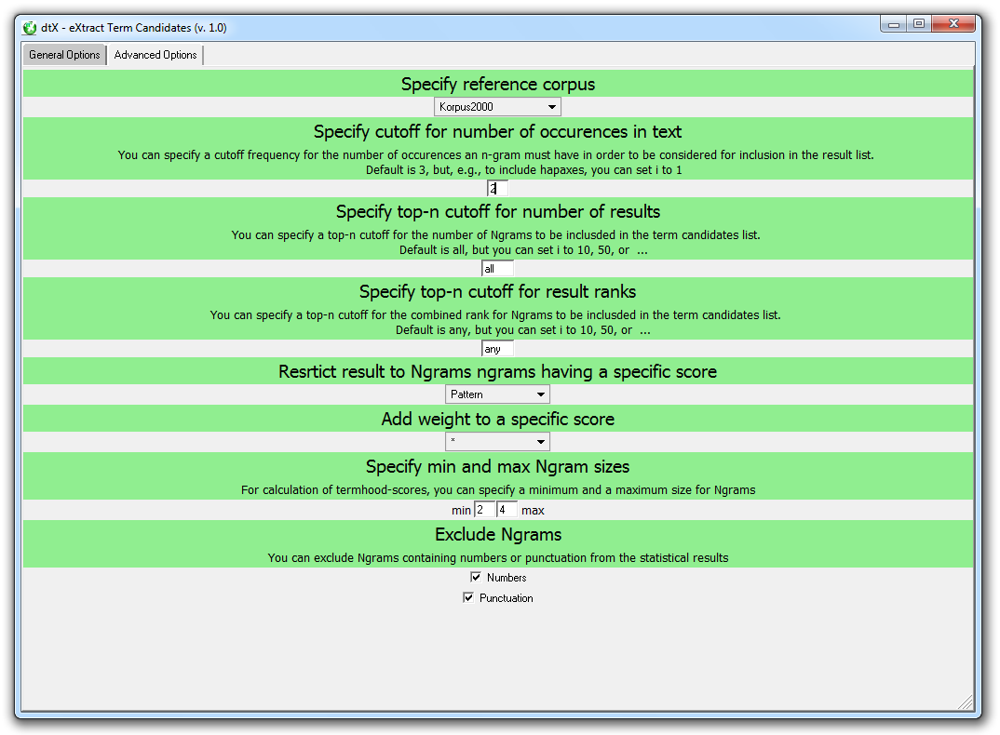 dtX - eXtract Term Candidates (v. 1.0)
General Options Advanced Options
Specify reference corpus
Korpus2000
Specify cutoff for number of occurences in text
You can specify a cutoff frequency for the number of occurences an n-gram must have in order to be considered for inclusion in the result list.
Default is 3, but, e.g., to include hapaxes, you can set i to 1
2
Specify top-n cutoff for number of results
You can specify a top-n cutoff for the number of Ngrams to be inclusded in the term candidates list.
Default is all, but you can set i to 10, 50, or ...
all
Specify top-n cutoff for result ranks
You can specify a top-n cutoff for the combined rank for Ngrams to be inclusded in the term candidates list.
Default is any, but you can set i to 10, 50, or ...
any
Resrtict result to Ngrams ngrams having a specific score
Pattern
Add weight to a specific score
*
Specify min and max Ngram sizes
For calculation of termhood-scores, you can specify a minimum and a maximum size for Ngrams
min 2 4 max
Exclude Ngrams
You can exclude Ngrams containing numbers or punctuation from the statistical results
Numbers
Punctuation